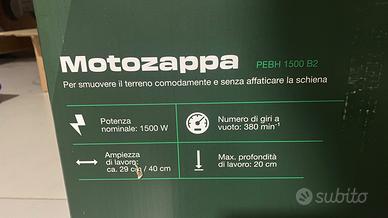 Motozappa PEBH 1500 B2
Per smuovere il terreno comodamente e senza affaticare la schiena
Potenza
nominale: 1500 W
Numero di giri a
vuoto: 380 min⁻¹
Ampiezza
di lavoro:
ca. 29 cm / 40 cm
Max. profondità
di lavoro: 20 cm
subito